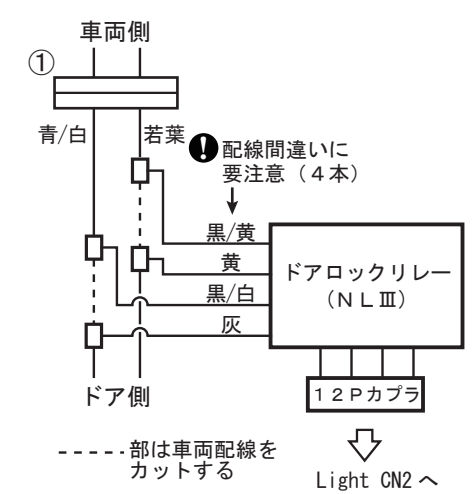 車両側
①
青/白
若葉
配線間違いに
要注意（４本）
黒/黄
黄
黒/白
灰
ドアロックリレー
（ＮＬⅢ）
１２Ｐカプラ
ドア側
部は車両配線を
カットする
Light CN2 へ